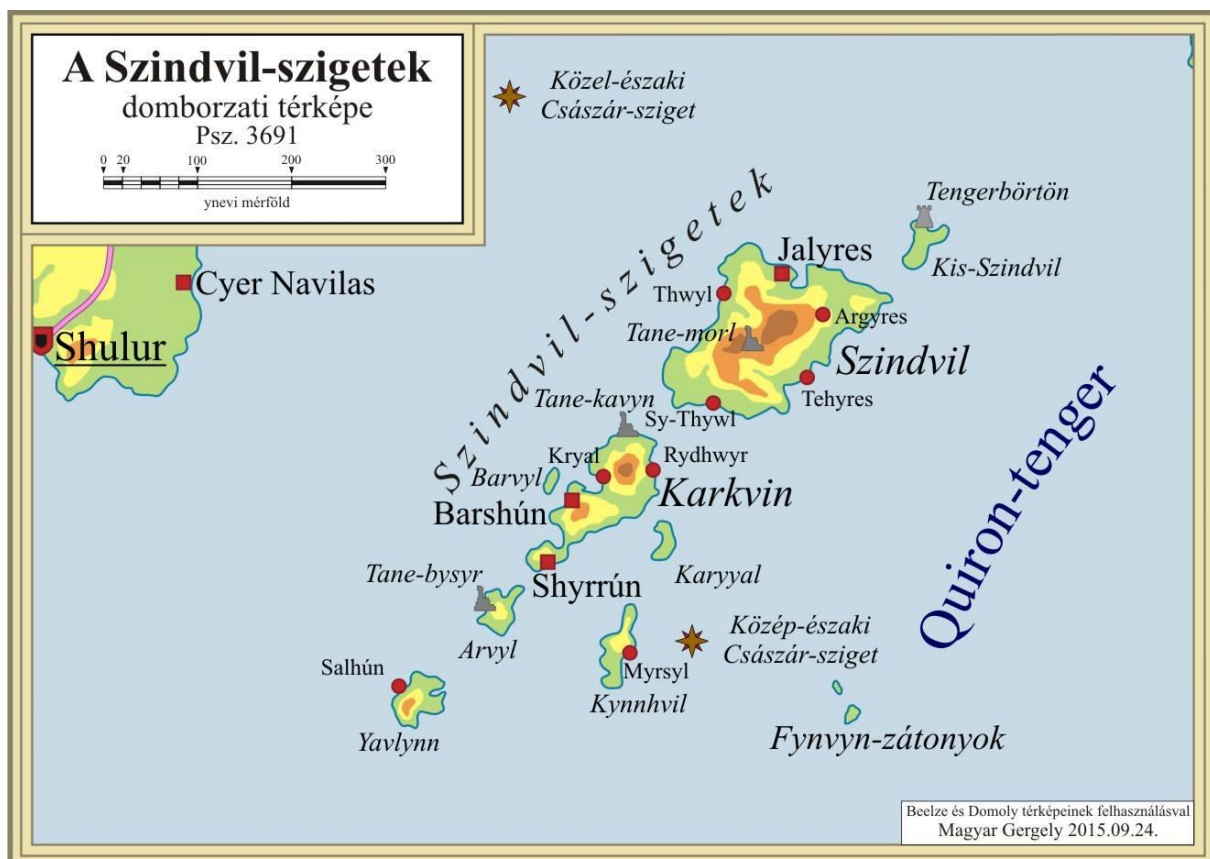 A Szindvil-szigetek
domborzati térképe
Psz. 3691
0 20 100 200 300
ynevi mérföld
Közel-északi
Császár-sziget
Szindvil-szigetek
Tengerbörtön
Kis-Szindvil
Jalyres
Thwyl
Argyres
Tane-morl
Szindvil
Tehyres
Sy-Thywl
Cyer Navilas
Shulur
Tane-kavyn
Kryal
Rydhwyr
Barvyl
Karkvin
Barshún
Karyyal
Shyrrún
Tane-bysyr
Arvyl
Közép-északi
Császár-sziget
Myrsyl
Kynnhvil
Salhún
Yavlynn
Fynvyn-zátonyok
Quiron-tenger
Beelze és Domoly térképeinek felhasználásval
Magyar Gergely 2015.09.24.